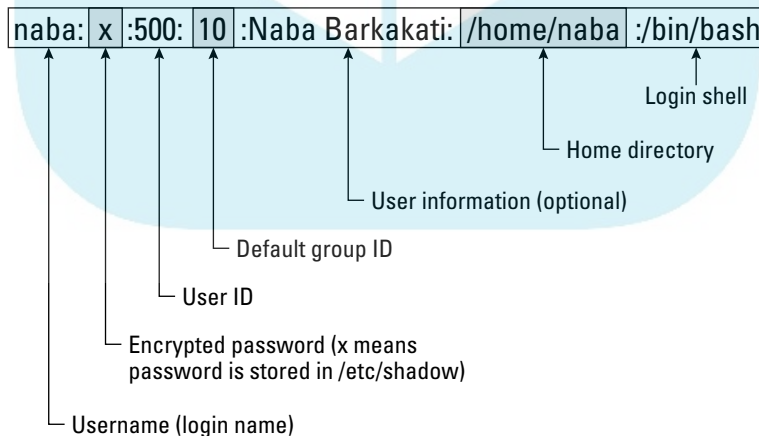 naba: x :500: 10 :Naba Barkakati: /home/naba :/bin/bash
Login shell
Home directory
User information (optional)
Default group ID
User ID
Encrypted password (x means
password is stored in /etc/shadow)
Username (login name)